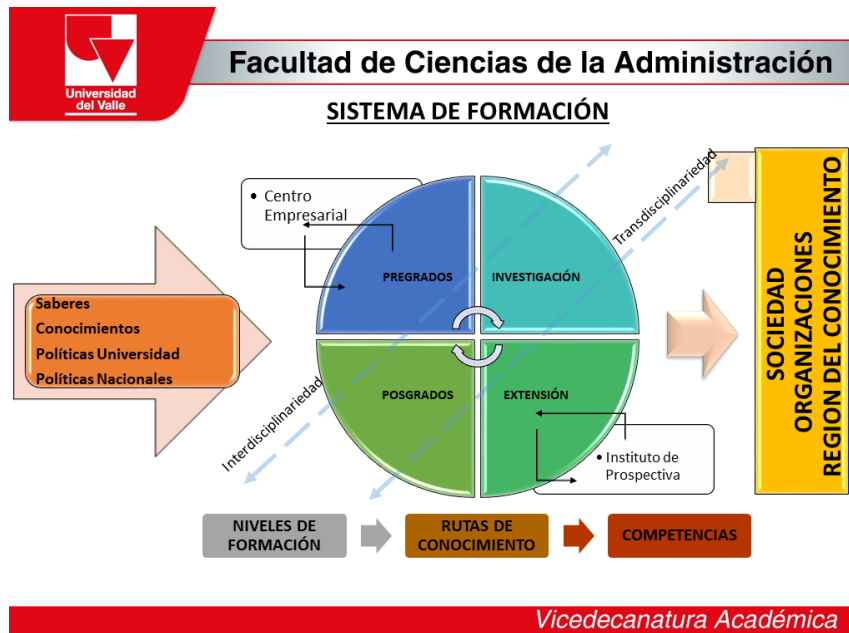 Universidad
del Valle
Facultad de Ciencias de la Administración
SISTEMA DE FORMACIÓN
• Centro
Empresarial
PREGRADOS
INVESTIGACIÓN
Transdisciplinariedad
Saberes
Conocimientos
Políticas Universidad
Políticas Nacionales
POSGRADOS
EXTENSIÓN
Interdisciplinariedad
• Instituto de
Prospectiva
SOCIEDAD
ORGANIZACIONES
REGION DEL CONOCIMIENTO
NIVELES DE
FORMACIÓN
RUTAS DE
CONOCIMIENTO
COMPETENCIAS
Vicedecanatura Académica